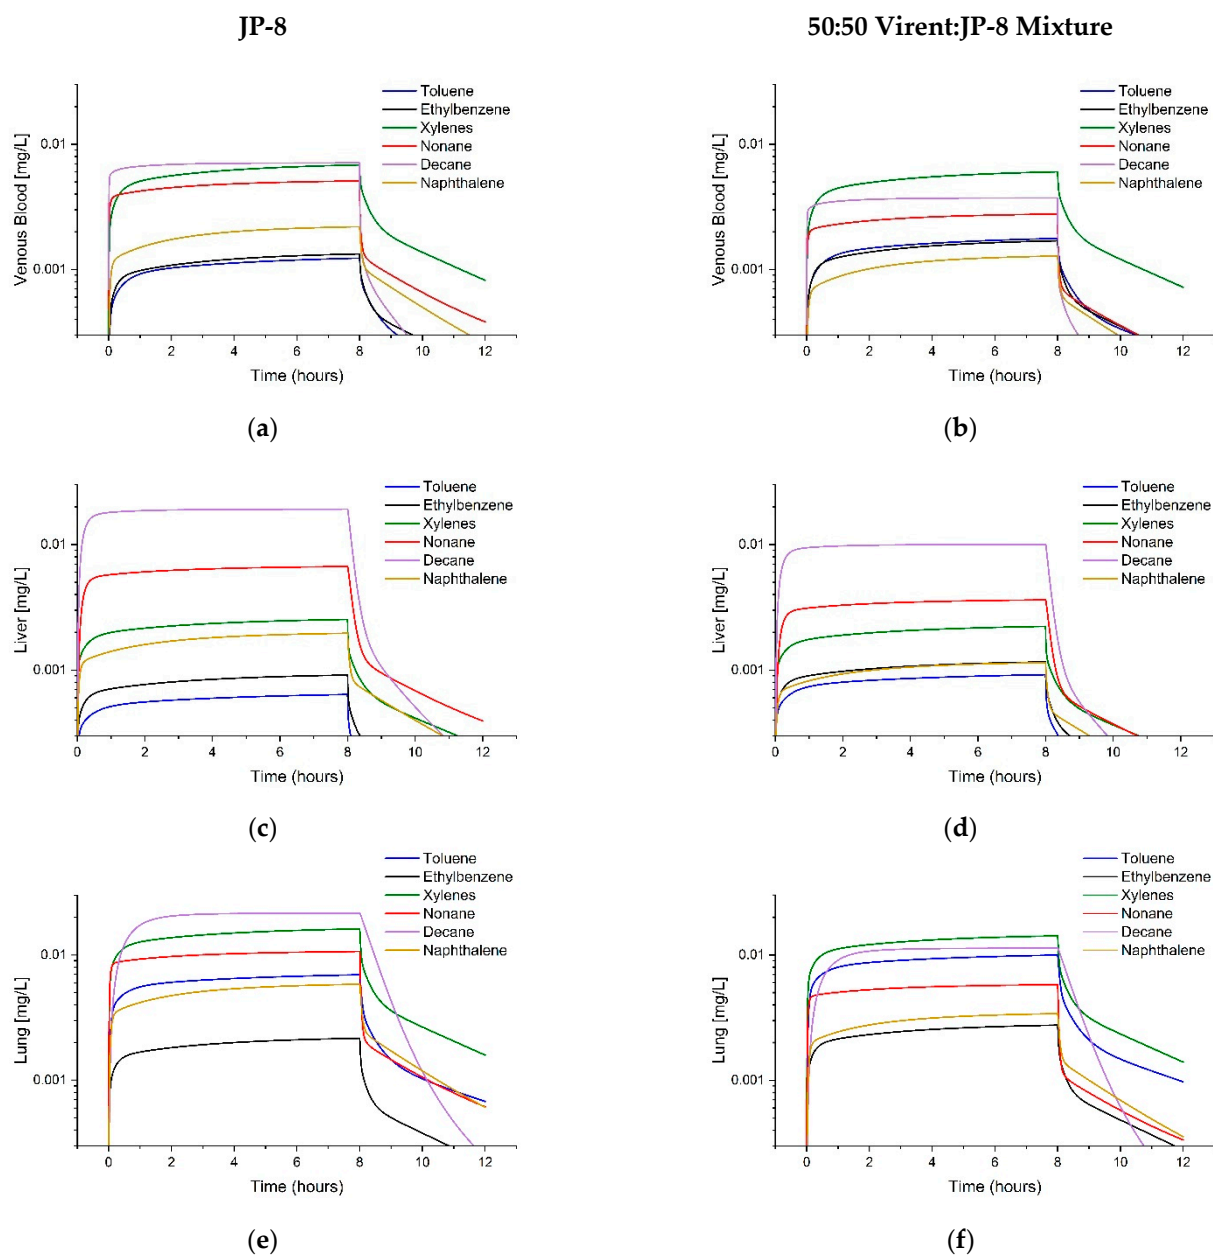 JP-8
50:50 Virent:JP-8 Mixture
Toluene
Ethylbenzene
Xylenes
Nonane
Decane
Naphthalene
0.01
0.001
Venous Blood [mg/L]
0 2 4 6 8 10 12
Time (hours)
(a)
Toluene
Ethylbenzene
Xylenes
Nonane
Decane
Naphthalene
0.01
0.001
Venous Blood [mg/L]
0 2 4 6 8 10 12
Time (hours)
(b)
Toluene
Ethylbenzene
Xylenes
Nonane
Decane
Naphthalene
0.01
0.001
Liver [mg/L]
0 2 4 6 8 10 12
Time (hours)
(c)
Toluene
Ethylbenzene
Xylenes
Nonane
Decane
Naphthalene
0.01
0.001
Liver [mg/L]
0 2 4 6 8 10 12
Time (hours)
(d)
Toluene
Ethylbenzene
Xylenes
Nonane
Decane
Naphthalene
0.01
0.001
Lung [mg/L]
0 2 4 6 8 10 12
Time (hours)
(e)
Toluene
Ethylbenzene
Xylenes
Nonane
Decane
Naphthalene
0.01
0.001
Lung [mg/L]
0 2 4 6 8 10 12
Time (hours)
(f)